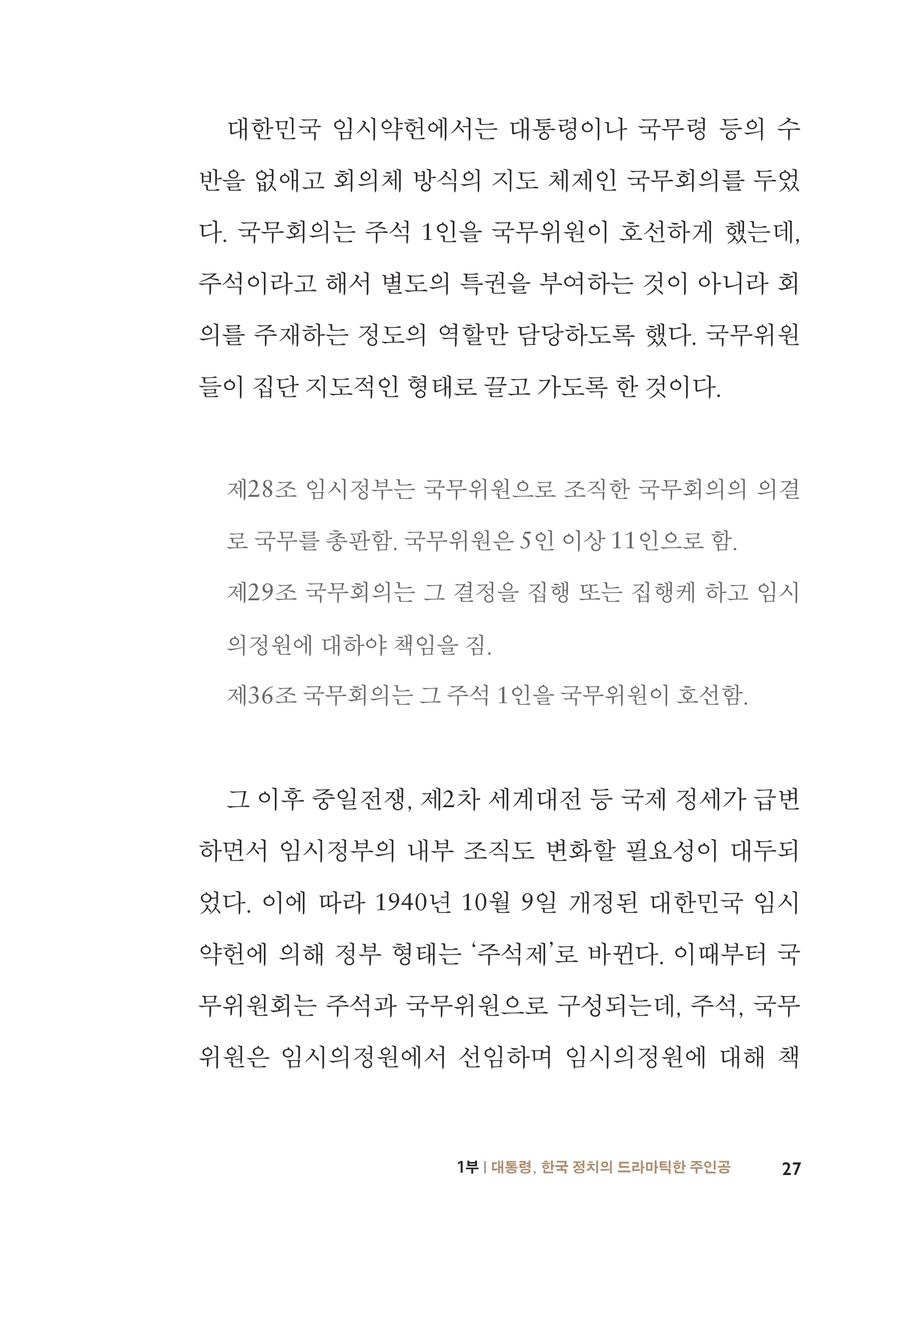 대한민국 임시약헌에서는 대통령이나 국무령 등의 수
반을 없애고 회의체 방식의 지도 체제인 국무회의를 두었
다. 국무회의는 주석 1인을 국무위원이 호선하게 했는데,
주석이라고 해서 별도의 특권을 부여하는 것이 아니라 회
의를 주재하는 정도의 역할만 담당하도록 했다. 국무위원
들이 집단 지도적인 형태로 끌고 가도록 한 것이다.
제28조 임시정부는 국무위원으로 조직한 국무회의의 의결
로 국무를 총판함. 국무위원은 5인 이상 11인으로 함.
제29조 국무회의는 그 결정을 집행 또는 집행케 하고 임시
의정원에 대하야 책임을 짐.
제36조 국무회의는 그 주석 1인을 국무위원이 호선함.
그 이후 중일전쟁, 제2차 세계대전 등 국제 정세가 급변
하면서 임시정부의 내부 조직도 변화할 필요성이 대두되
었다. 이에 따라 1940년 10월 9일 개정된 대한민국 임시
약헌에 의해 정부 형태는 ‘주석제’로 바뀐다. 이때부터 국
무위원회는 주석과 국무위원으로 구성되는데, 주석, 국무
위원은 임시의정원에서 선임하며 임시의정원에 대해 책
1부 | 대통령, 한국 정치의 드라마틱한 주인공 27